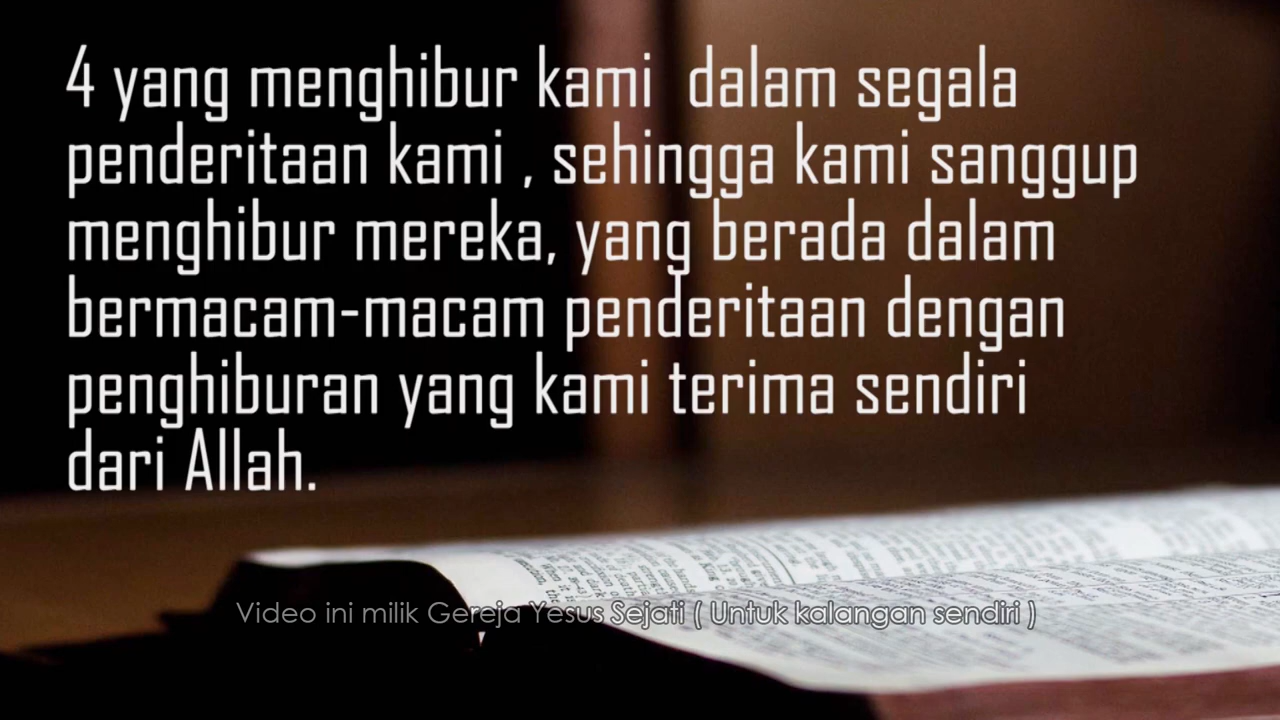 4 yang menghibur kami  dalam segala
penderitaan kami , sehingga kami sanggup
menghibur mereka, yang berada dalam
bermacam-macam penderitaan dengan
penghiburan yang kami terima sendiri
dari Allah.
Video ini milik Gereja Yesus Sejati ( Untuk kalangan sendiri )